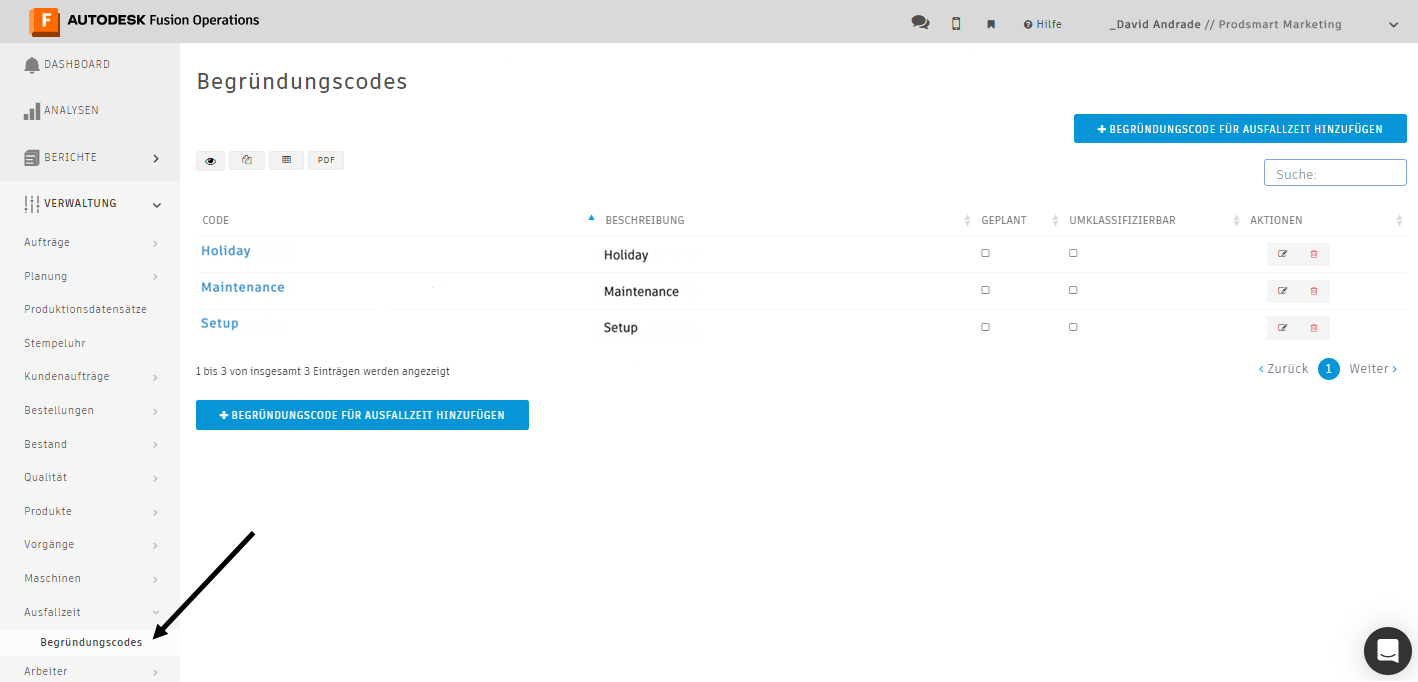 F AUTODESK Fusion Operations
Hilfe
_David Andrade // Prodsmart Marketing
DASHBOARD
ANALYSEN
BERICHTE
VERWALTUNG
Aufträge
Planung
Produktionsdatensätze
Stempeluhr
Kundenaufträge
Bestellungen
Bestand
Qualität
Produkte
Vorgänge
Maschinen
Ausfallzeit
Begründungscodes
Arbeiter
Begründungscodes
+ BEGRÜNDUNGSCODE FÜR AUSFALLZEIT HINZUFÜGEN
PDF
Suche:
CODE BESCHREIBUNG GEPLANT UMKLASSIFIZIERBAR AKTIONEN
Holiday Holiday
Maintenance Maintenance
Setup Setup
1 bis 3 von insgesamt 3 Einträgen werden angezeigt
‹ Zurück 1 Weiter ›
+ BEGRÜNDUNGSCODE FÜR AUSFALLZEIT HINZUFÜGEN